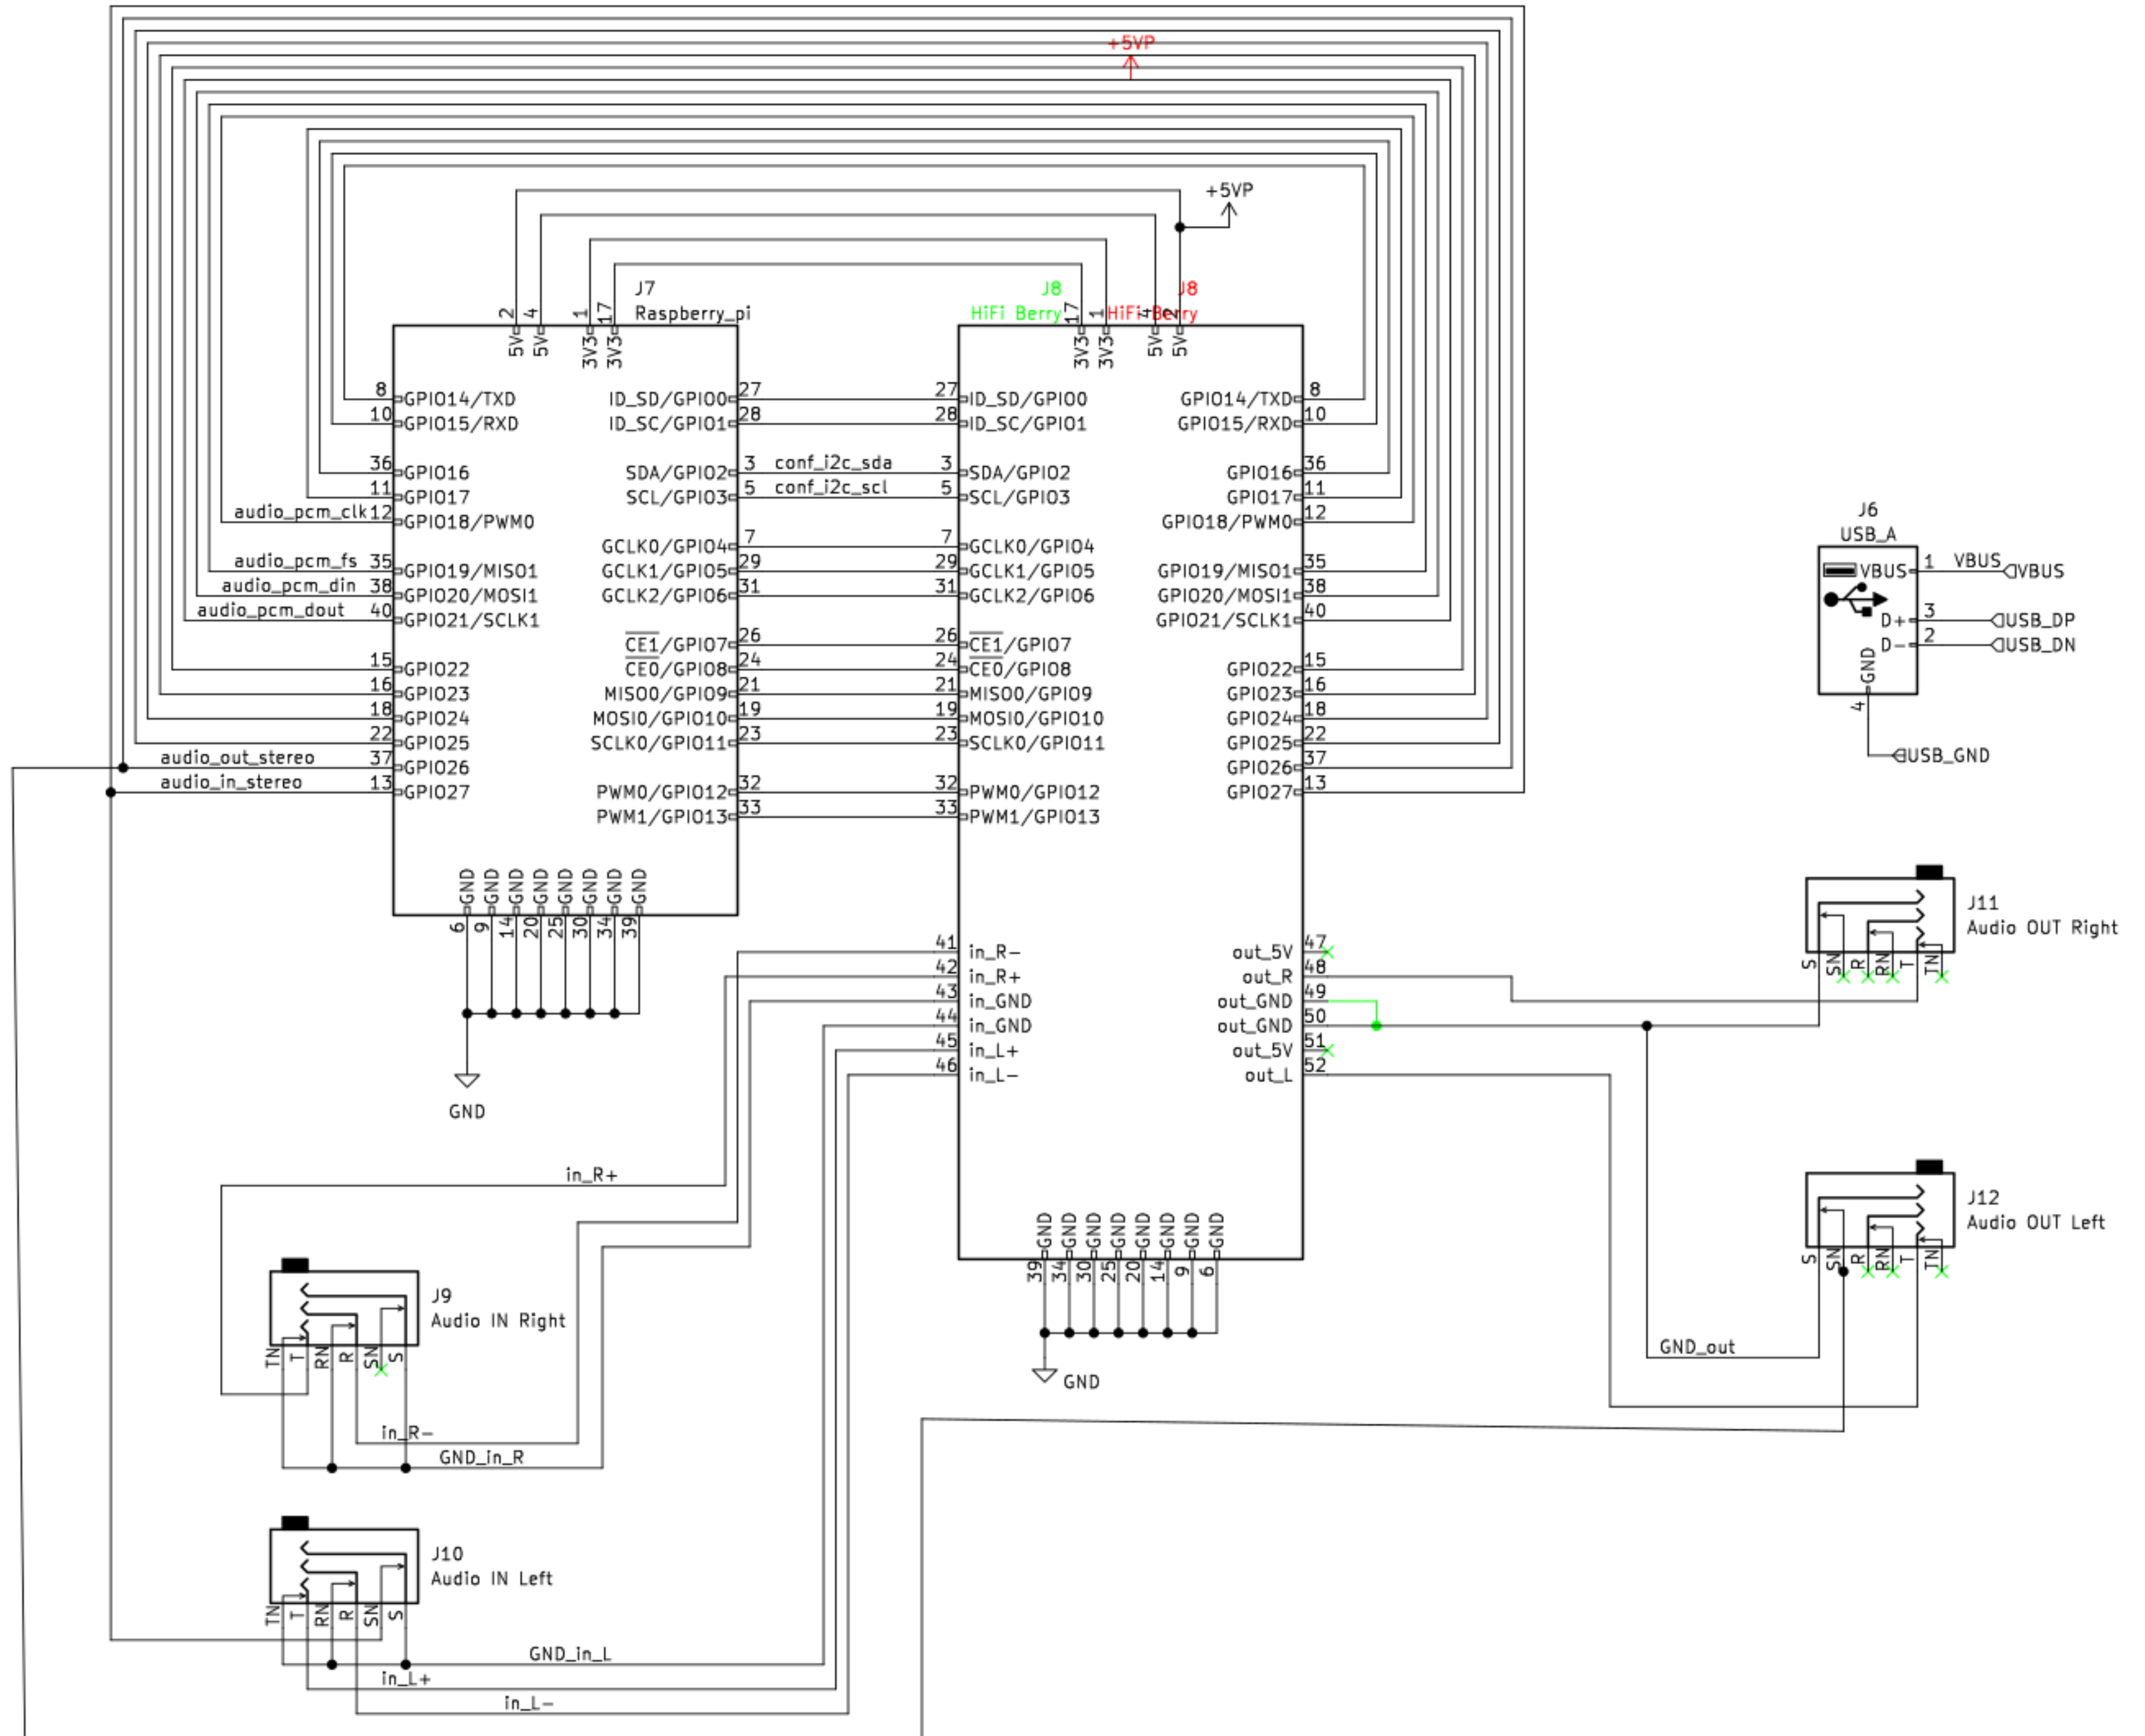 +5VP
+5VP
J7
Raspberry_pi
J8
HiFi Berry
J8
HiFi Berry
2 4 1 17
5V 5V 3V3 3V3
17 1 4 2
3V3 3V3 5V 5V
8 GPIO14/TXD ID_SD/GPIO0 27
10 GPIO15/RXD ID_SC/GPIO1 28
36 GPIO16 SDA/GPIO2 3 conf_i2c_sda
11 GPIO17 SCL/GPIO3 5 conf_i2c_scl
audio_pcm_clk 12 GPIO18/PWM0
GCLK0/GPIO4 7
audio_pcm_fs 35 GPIO19/MISO1 GCLK1/GPIO5 29
audio_pcm_din 38 GPIO20/MOSI1 GCLK2/GPIO6 31
audio_pcm_dout 40 GPIO21/SCLK1
CE1/GPIO7 26
15 GPIO22 CE0/GPIO8 24
16 GPIO23 MISO0/GPIO9 21
18 GPIO24 MOSI0/GPIO10 19
22 GPIO25 SCLK0/GPIO11 23
audio_out_stereo 37 GPIO26
audio_in_stereo 13 GPIO27 PWM0/GPIO12 32
PWM1/GPIO13 33
GND GND GND GND GND GND GND GND
6 9 14 20 25 30 34 39
GND
27 ID_SD/GPIO0 GPIO14/TXD 8
28 ID_SC/GPIO1 GPIO15/RXD 10
3 SDA/GPIO2 GPIO16 36
5 SCL/GPIO3 GPIO17 11
GPIO18/PWM0 12
7 GCLK0/GPIO4
29 GCLK1/GPIO5 GPIO19/MISO1 35
31 GCLK2/GPIO6 GPIO20/MOSI1 38
GPIO21/SCLK1 40
26 CE1/GPIO7
24 CE0/GPIO8 GPIO22 15
21 MISO0/GPIO9 GPIO23 16
19 MOSI0/GPIO10 GPIO24 18
23 SCLK0/GPIO11 GPIO25 22
GPIO26 37
32 PWM0/GPIO12 GPIO27 13
33 PWM1/GPIO13
41 in_R- out_5V 47
42 in_R+ out_R 48
43 in_GND out_GND 49
44 in_GND out_GND 50
45 in_L+ out_5V 51
46 in_L- out_L 52
GND GND GND GND GND GND GND GND
39 34 30 25 20 14 9 6
GND
J6
USB_A
VBUS 1 VBUS VBUS
D+ 3 USB_DP
D- 2 USB_DN
GND
4
USB_GND
J11
Audio OUT Right
S SN R RN T TN
J12
Audio OUT Left
S SN R RN T TN
GND_out
in_R+
J9
Audio IN Right
TN T RN R SN S
in_R-
GND_in_R
J10
Audio IN Left
TN T RN R SN S
GND_in_L
in_L+
in_L-